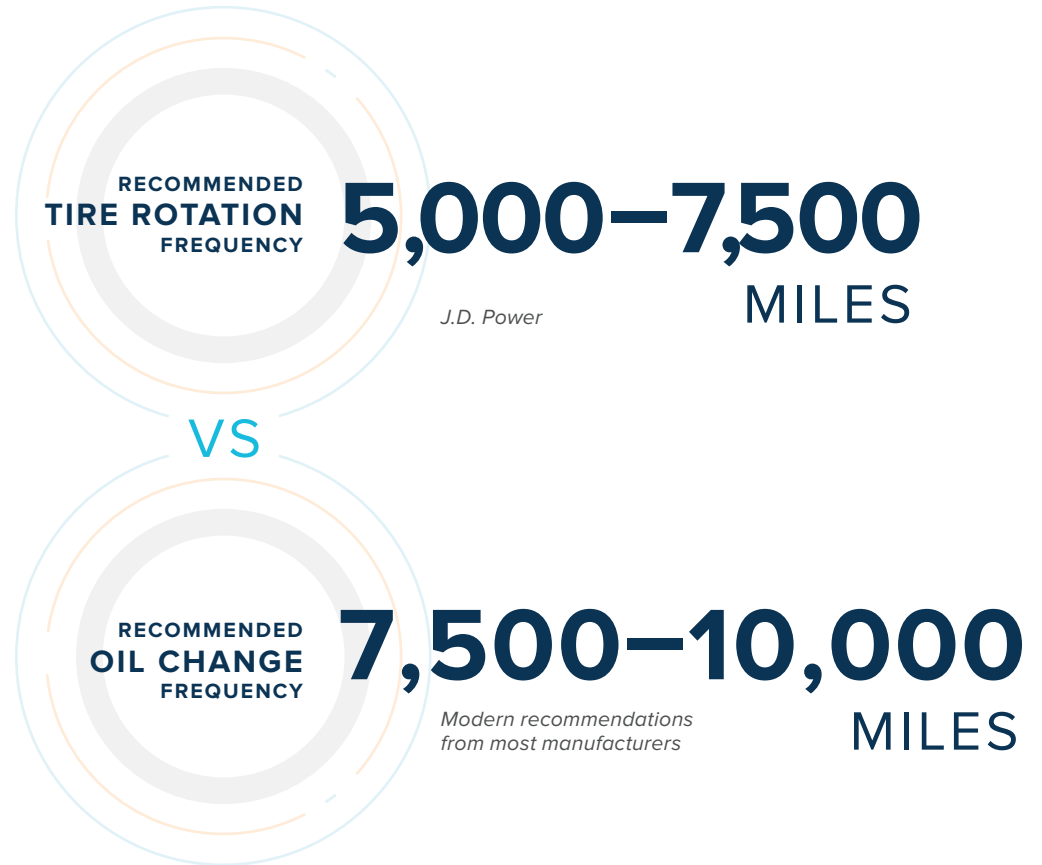 RECOMMENDED
TIRE ROTATION
FREQUENCY
5,000–7,500
MILES
J.D. Power
VS
RECOMMENDED
OIL CHANGE
FREQUENCY
7,500–10,000
MILES
Modern recommendations
from most manufacturers